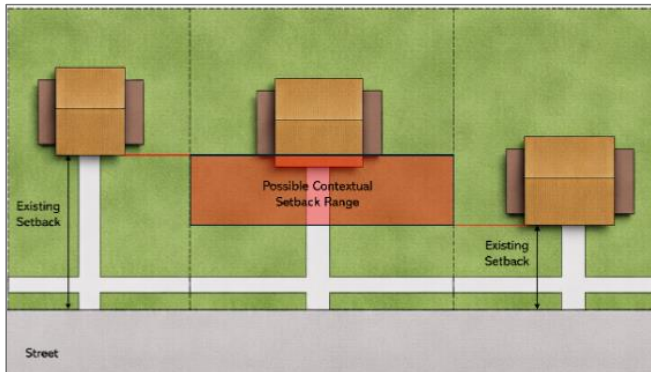 Existing
Setback
Possible Contextual
Setback Range
Existing
Setback
Street